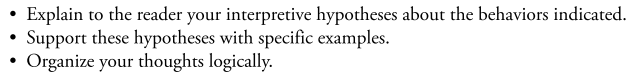 • Explain to the reader your interpretive hypotheses about the behaviors indicated.
• Support these hypotheses with specific examples.
• Organize your thoughts logically.